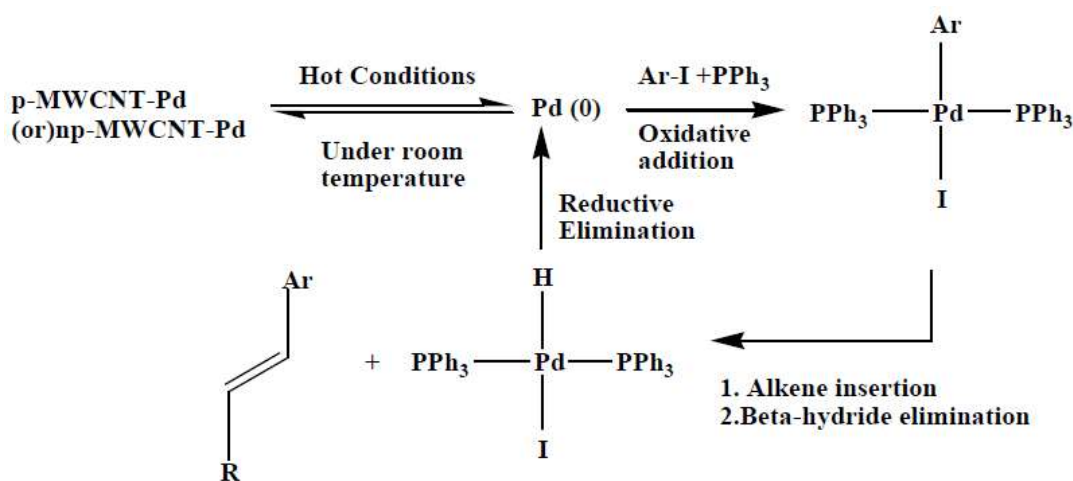 Ar
Hot Conditions
Ar-I +PPh3
p-MWCNT-Pd
(or)np-MWCNT-Pd
Pd (0)
PPh3
Pd
PPh3
Under room
temperature
Oxidative
addition
I
Reductive
Elimination
Ar
H
+
PPh3
Pd
PPh3
1. Alkene insertion
2.Beta-hydride elimination
I
R